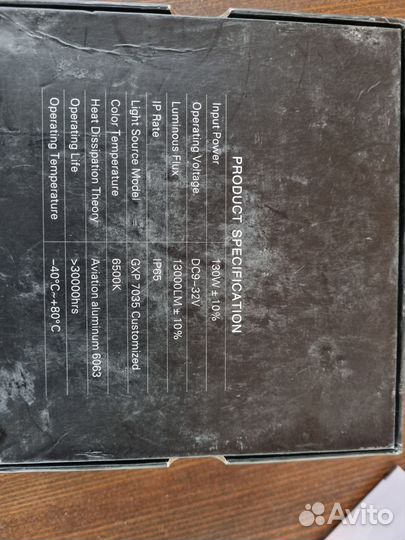 PRODUCT SPECIFICATION
Input Power 130W ± 10%
Operating Voltage DC9-32V
Luminous Flux 13000LM ± 10%
IP Rate IP65
Light Source Model GXP 7035 Customized
Color Temperature 6500K
Heat Dissipation Theory Aviation aluminum 6063
Operating Life >30000hrs
Operating Temperature -40°C~+80°C
Avito